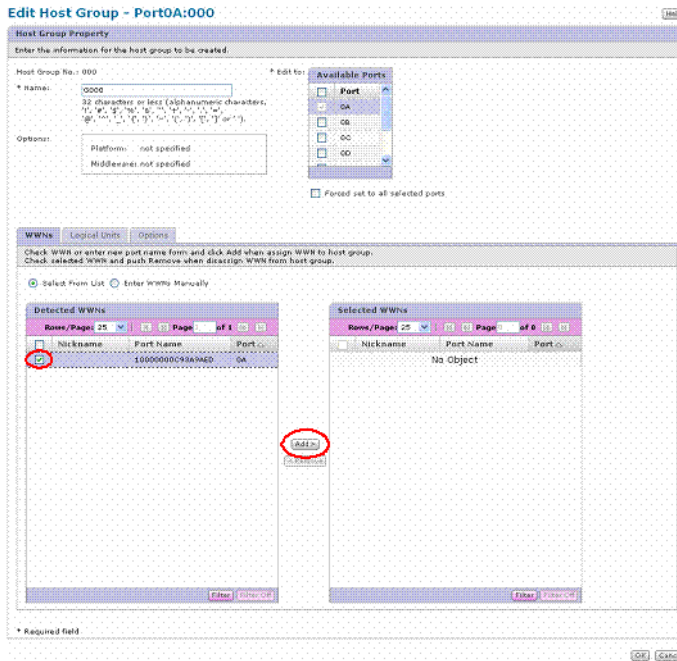 Edit Host Group - Port0A:000
Host Group Property
Enter the information for the host group to be created.
Host Group No.: 000
* Name: G000
32 characters or less (alphanumeric characters,
* Edit to:
Available Ports
Port
0A
0B
0C
0D
Options:
Platform: not specified
Middleware: not specified
Forced set to all selected ports
WWNs Logical Units Options
Check WWN or enter new port name form and click Add when assign WWN to host group.
Check selected WWN and push Remove when disassign WWN from host group.
Select From List Enter WWNs Manually
Detected WWNs
Rows/Page: 25 Page of 1
Nickname Port Name Port
0A
Add >
Filter Filter Off
Selected WWNs
Rows/Page: 25 Page of 0
Nickname Port Name Port
No Object
Filter Filter Off
* Required field
OK